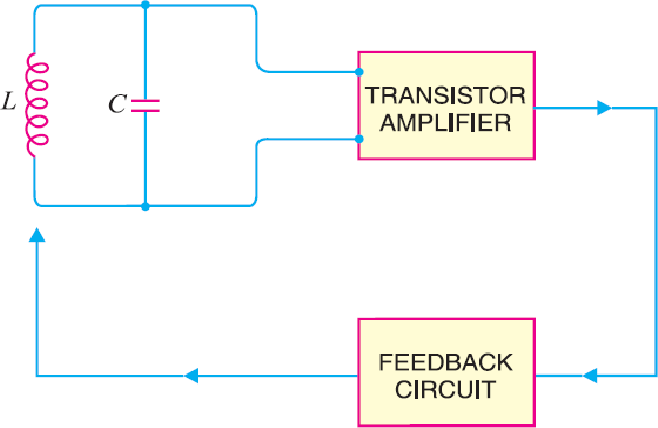 L
C
TRANSISTOR
AMPLIFIER
FEEDBACK
CIRCUIT